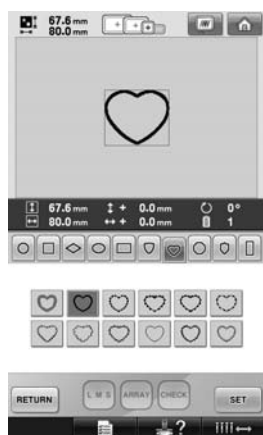 67.6 mm
80.0 mm
67.6 mm + 0.0 mm 0°
80.0 mm + 0.0 mm 1
RETURN L M S ARRAY CHECK SET
?